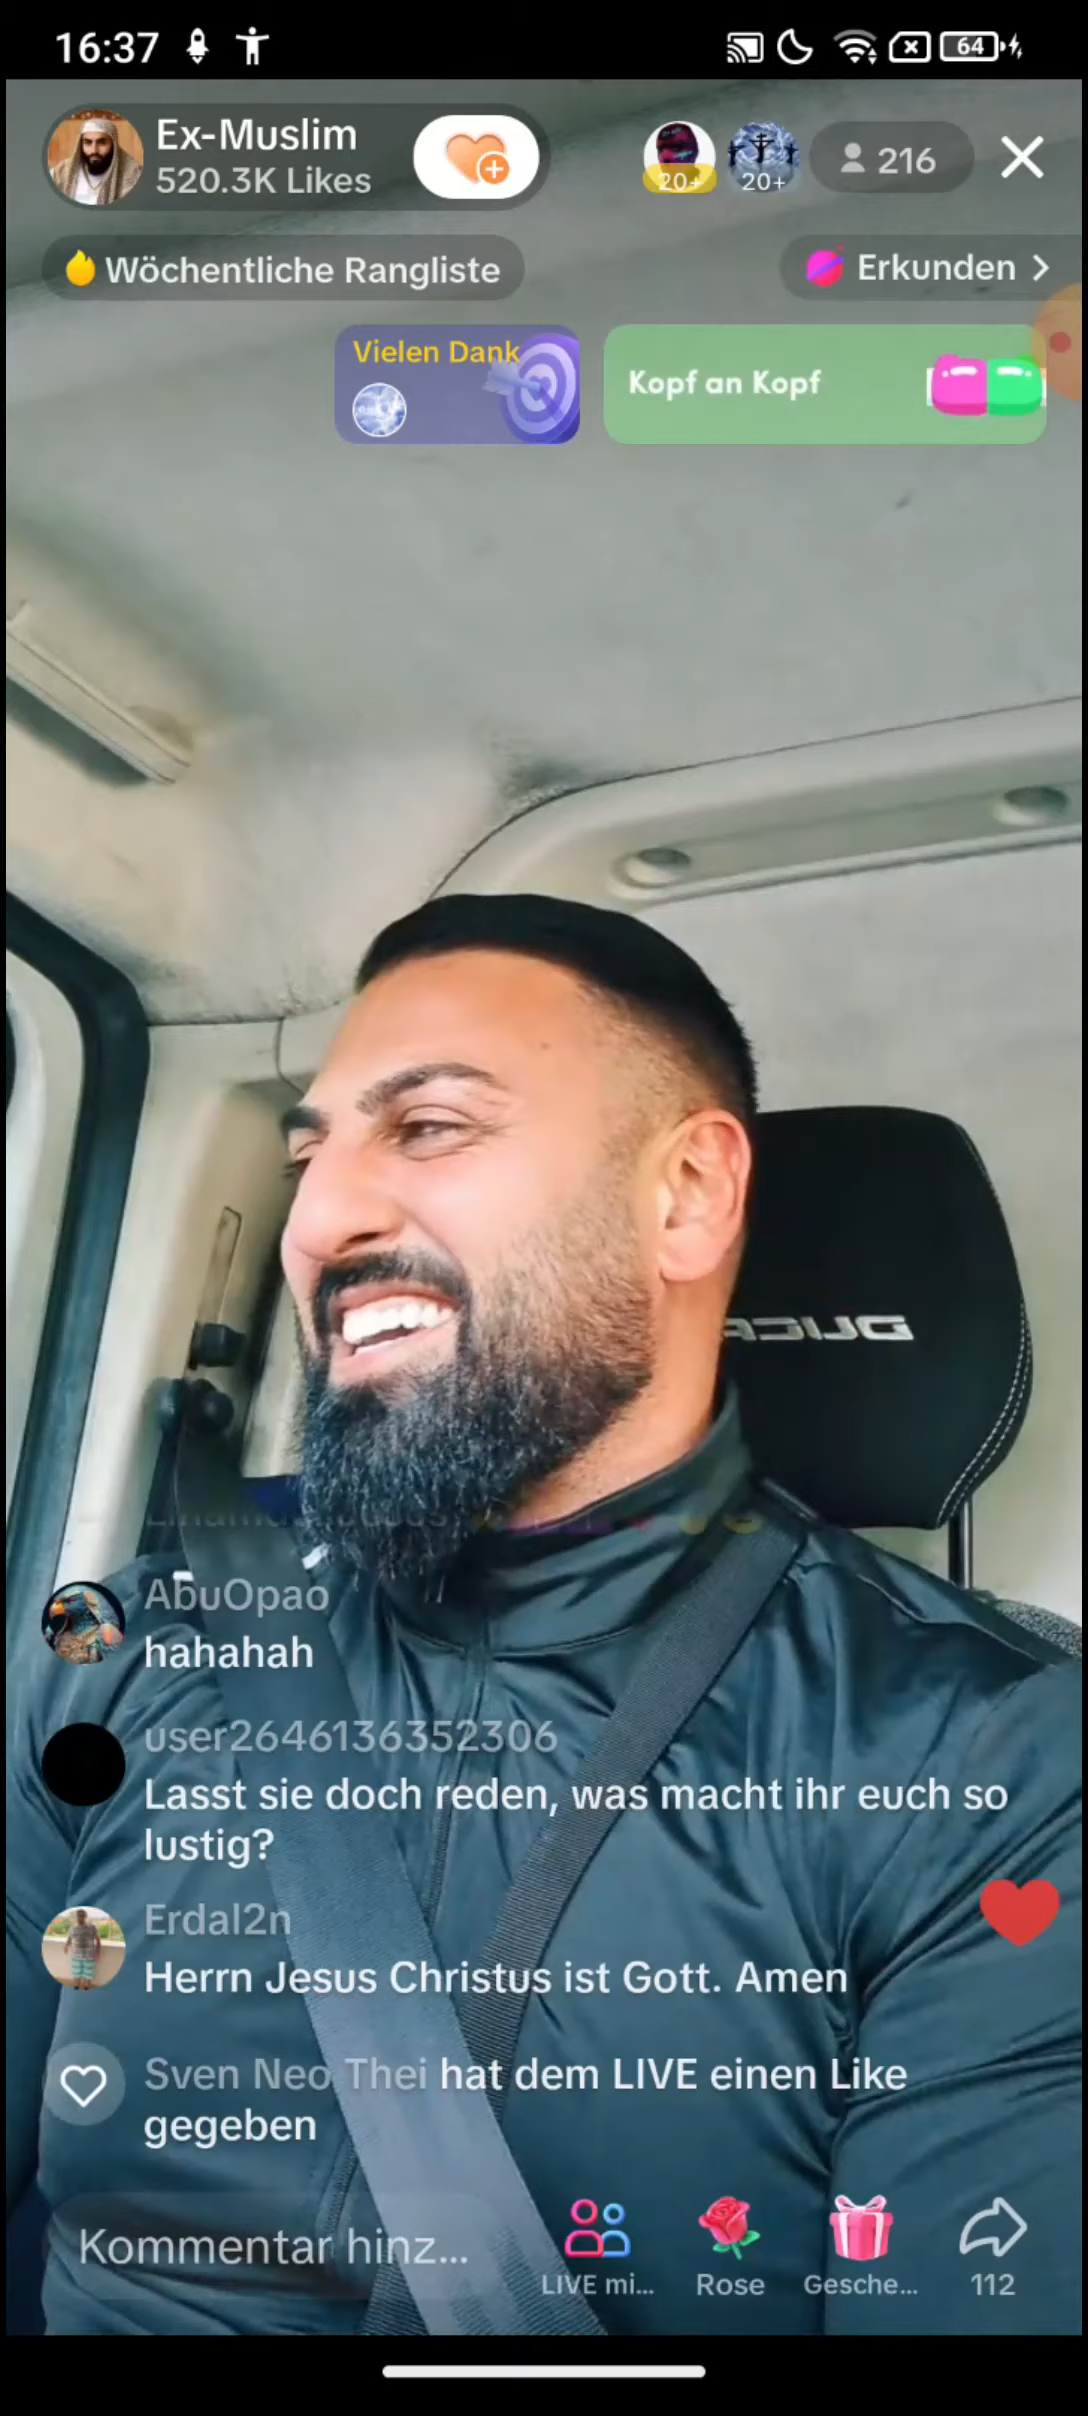 16:37
64
Ex-Muslim
520.3K Likes
20+
20+
216
Wöchentliche Rangliste
Erkunden >
Vielen Dank
Kopf an Kopf
AbuOpao
hahahah
user2646136352306
Lasst sie doch reden, was macht ihr euch so
lustig?
Erdal2n
Herrn Jesus Christus ist Gott. Amen
Sven Neo Thei hat dem LIVE einen Like
gegeben
Kommentar hinz...
LIVE mi...
Rose
Gesche...
112